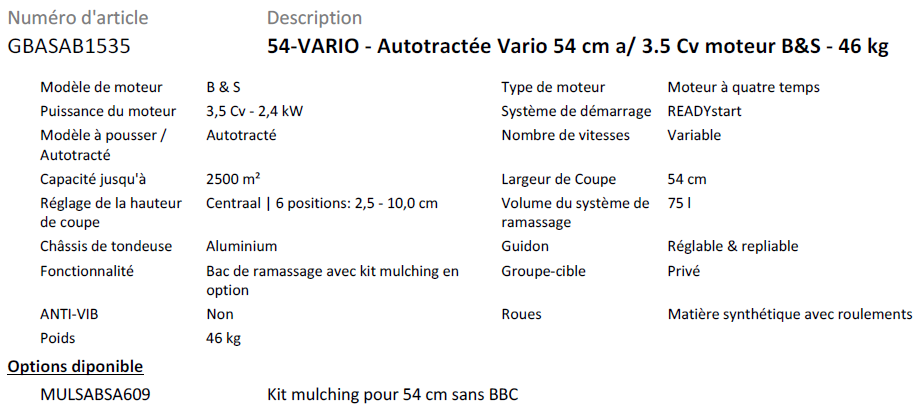 Numéro d'article Description
GBASAB1535 54-VARIO - Autotractée Vario 54 cm a/ 3.5 Cv moteur B&S - 46 kg
Modèle de moteur B & S Type de moteur Moteur à quatre temps
Puissance du moteur 3,5 Cv - 2,4 kW Système de démarrage READYstart
Modèle à pousser / Autotracté Nombre de vitesses Variable
Autotracté
Capacité jusqu'à 2500 m² Largeur de Coupe 54 cm
Réglage de la hauteur Centraal | 6 positions: 2,5 - 10,0 cm Volume du système de 75 l
de coupe ramassage
Châssis de tondeuse Aluminium Guidon Réglable & repliable
Fonctionnalité Bac de ramassage avec kit mulching en Groupe-cible Privé
option
ANTI-VIB Non Roues Matière synthétique avec roulements
Poids 46 kg
Options diponible
MULSABSA609 Kit mulching pour 54 cm sans BBC